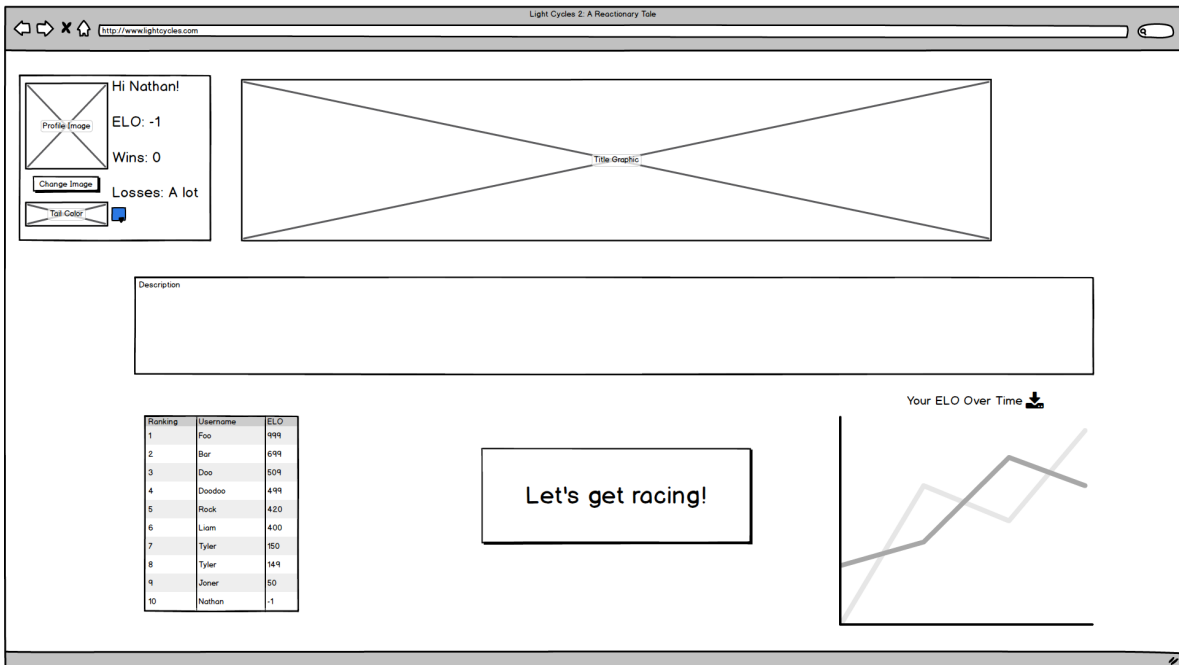 Light Cycles 2: A Reactionary Tale
http://www.lightcycles.com
Hi Nathan!
Profile Image
ELO: -1
Wins: 0
Change Image
Losses: A lot
Tail Color
Title Graphic
Description
Your ELO Over Time
Ranking Username ELO
1 Foo 999
2 Bar 699
3 Doo 509
4 Doodoo 499
5 Rock 420
6 Liam 400
7 Tyler 150
8 Tyler 149
9 Joner 50
10 Nathan -1
Let's get racing!